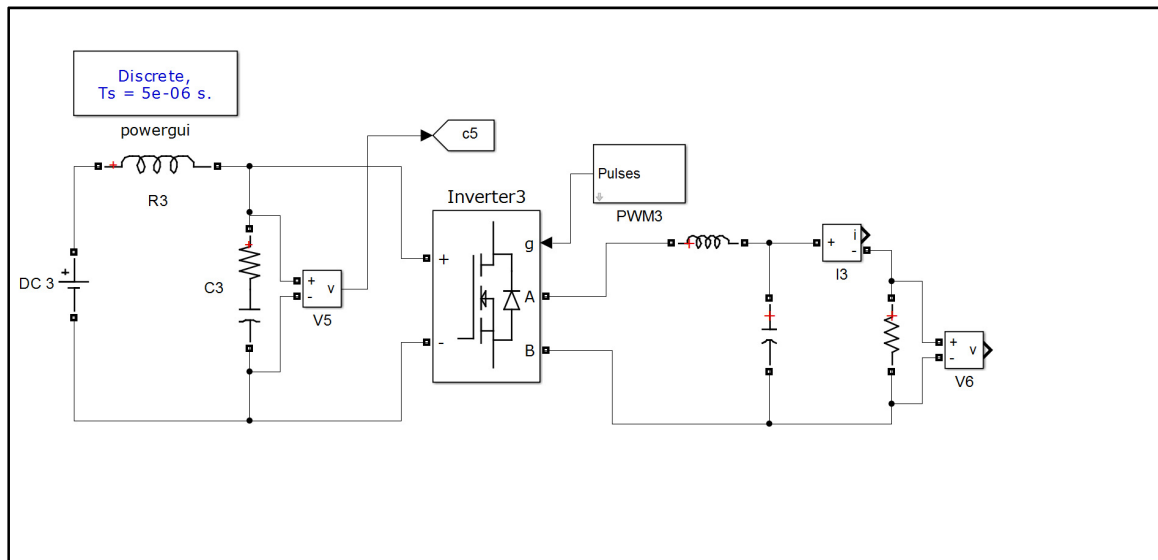 Discrete,
Ts = 5e-06 s.
powergui
c5
R3
Inverter3
Pulses
PWM3
g
+
-
A
B
DC 3
+
C3
+
-
v
V5
+
i
-
I3
+
-
v
V6